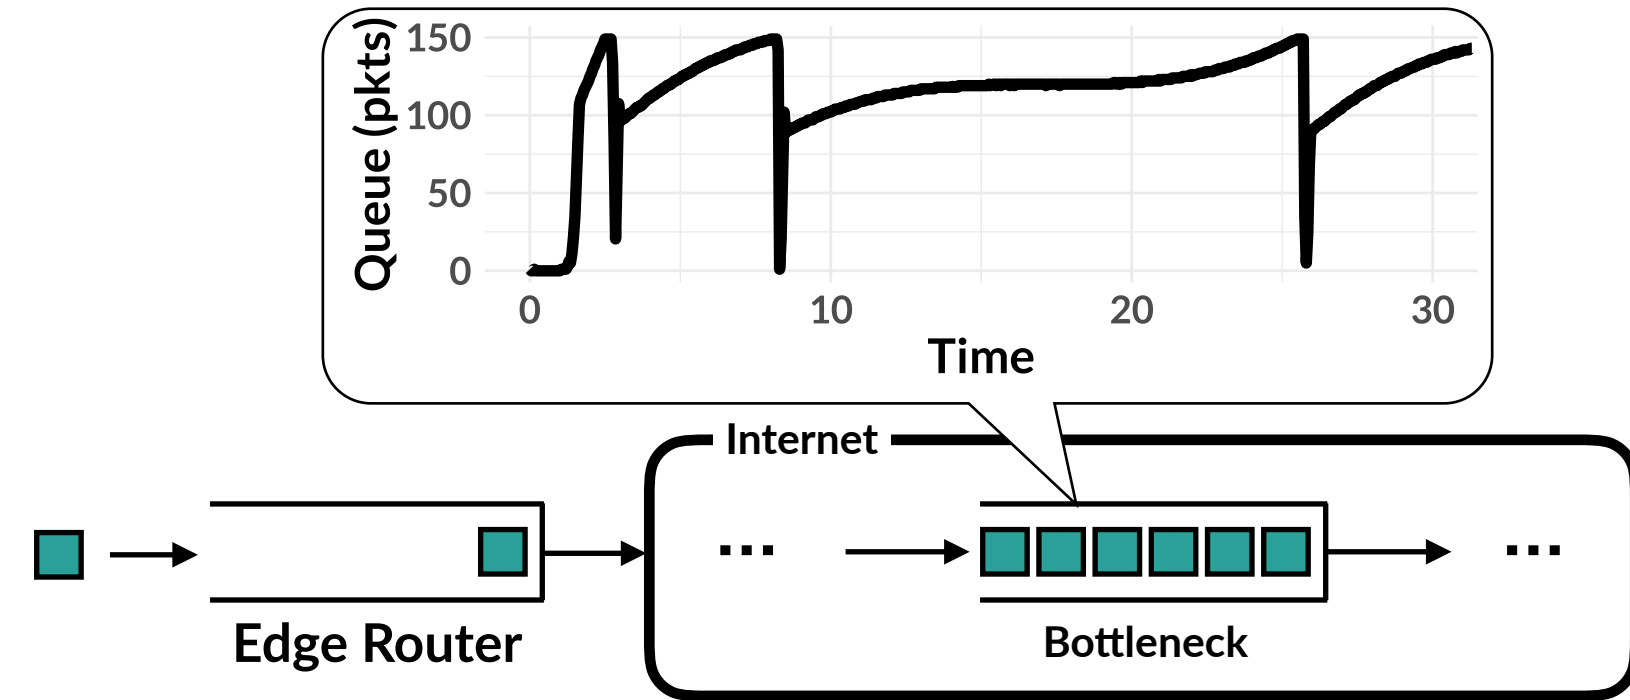 Queue (pkts)
150
100
50
0
0 10 20 30
Time
Internet
... ...
Edge Router
Bottleneck